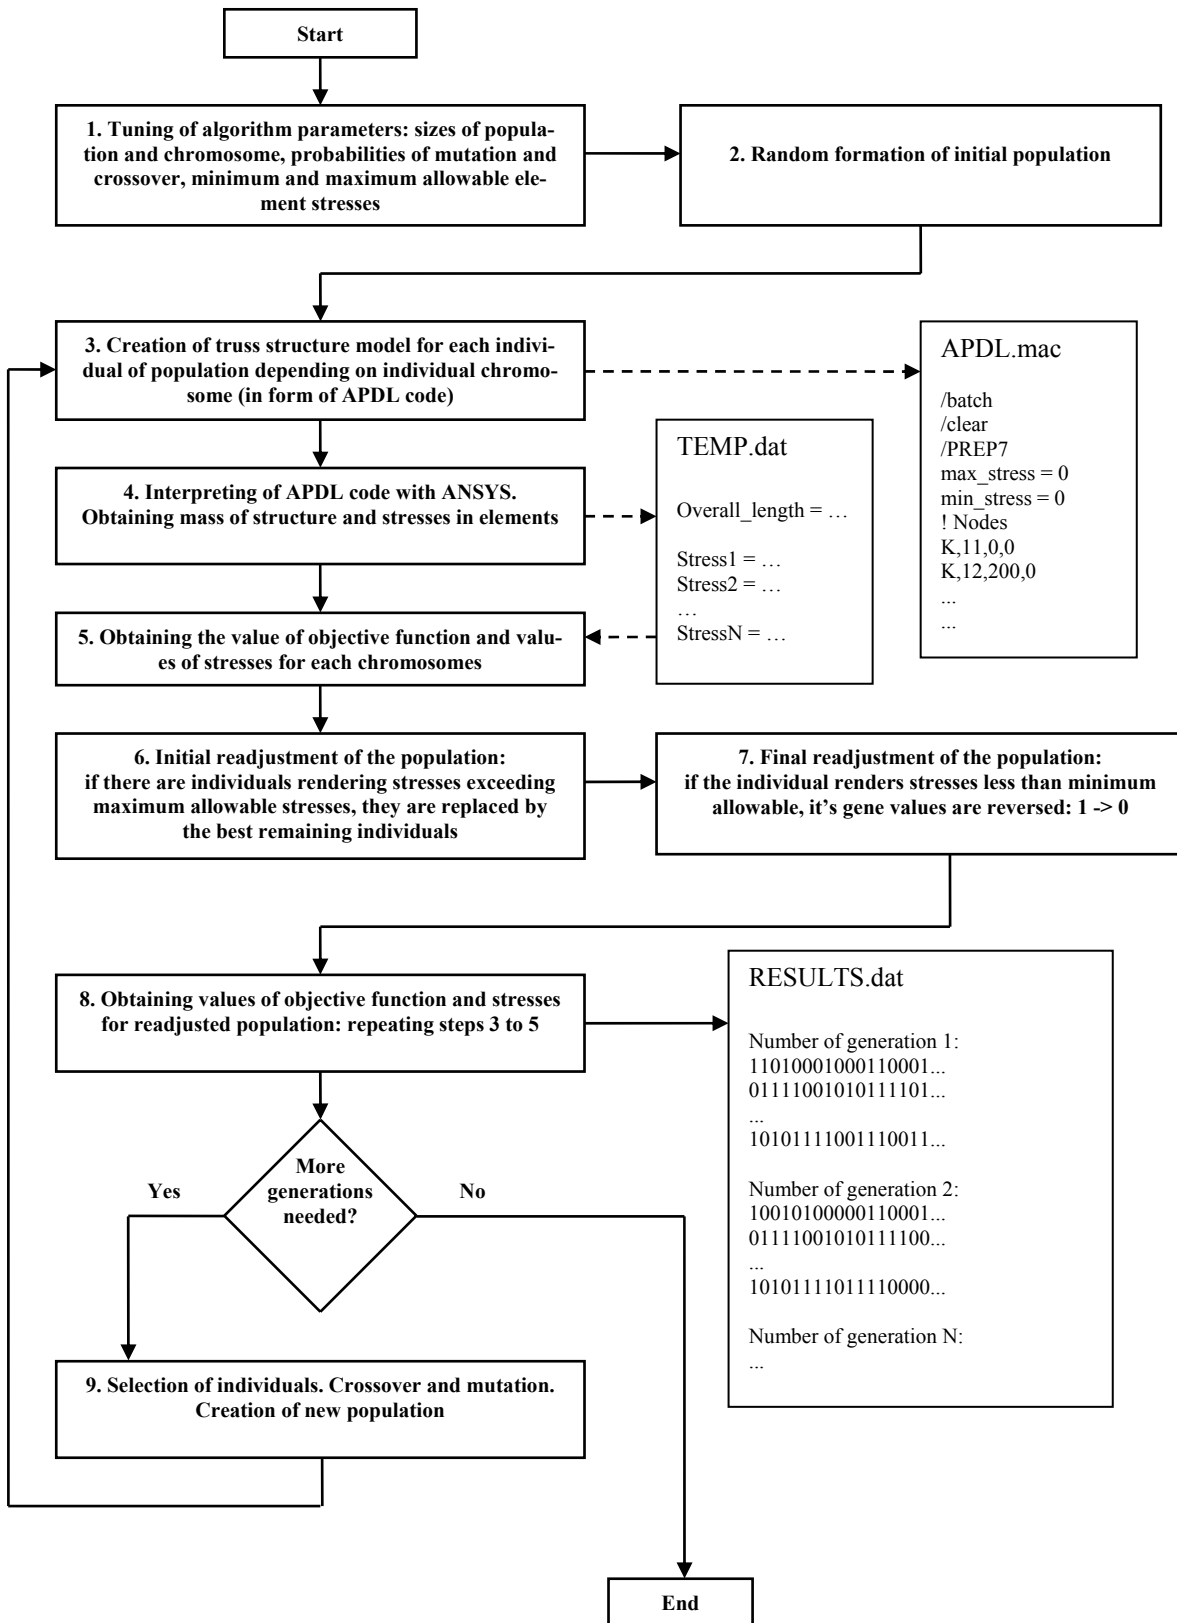 Start
1. Tuning of algorithm parameters: sizes of popula-
tion and chromosome, probabilities of mutation and
crossover, minimum and maximum allowable ele-
ment stresses
2. Random formation of initial population
3. Creation of truss structure model for each indivi-
dual of population depending on individual chromo-
some (in form of APDL code)
APDL.mac
/batch
/clear
/PREP7
max_stress = 0
min_stress = 0
! Nodes
K,11,0,0
K,12,200,0
...
...
4. Interpreting of APDL code with ANSYS.
Obtaining mass of structure and stresses in elements
TEMP.dat
Overall_length = …
Stress1 = …
Stress2 = …
…
StressN = …
5. Obtaining the value of objective function and valu-
es of stresses for each chromosomes
6. Initial readjustment of the population:
if there are individuals rendering stresses exceeding
maximum allowable stresses, they are replaced by
the best remaining individuals
7. Final readjustment of the population:
if the individual renders stresses less than minimum
allowable, it’s gene values are reversed: 1 -> 0
8. Obtaining values of objective function and stresses
for readjusted population: repeating steps 3 to 5
RESULTS.dat
Number of generation 1:
11010001000110001...
01111001010111101...
...
10101111001110011...
Number of generation 2:
10010100000110001...
01111001010111100...
...
10101111011110000...
Number of generation N:
...
More
generations
needed?
Yes
No
9. Selection of individuals. Crossover and mutation.
Creation of new population
End